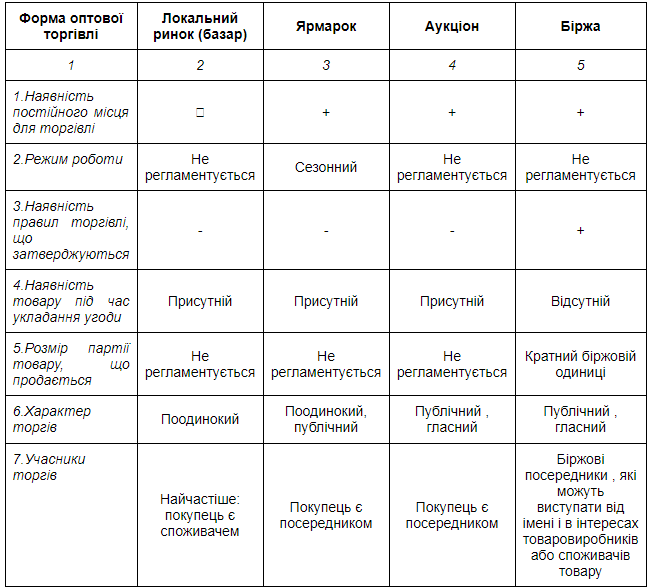 Форма оптової
торгівлі
Локальний
ринок (базар)
Ярмарок
Аукціон
Біржа
1
2
3
4
5
1.Наявність
постійного місця
для торгівлі
□
+
+
+
2.Режим роботи
Не
регламентується
Сезонний
Не
регламентується
Не
регламентується
3.Наявність
правил торгівлі,
що
затверджуються
-
-
-
+
4.Наявність
товару під час
укладання угоди
Присутній
Присутній
Присутній
Відсутній
5.Розмір партії
товару, що
продається
Не
регламентується
Не
регламентується
Не
регламентується
Кратний біржовій
одиниці
6.Характер
торгів
Поодинокий
Поодинокий,
публічний
Публічний ,
гласний
Публічний ,
гласний
7.Учасники
торгів
Найчастіше:
покупець є
споживачем
Покупець є
посередником
Покупець є
посередником
Біржові
посередники , які
можуть
виступати від
імені і в інтересах
товаровиробників
або споживачів
товару